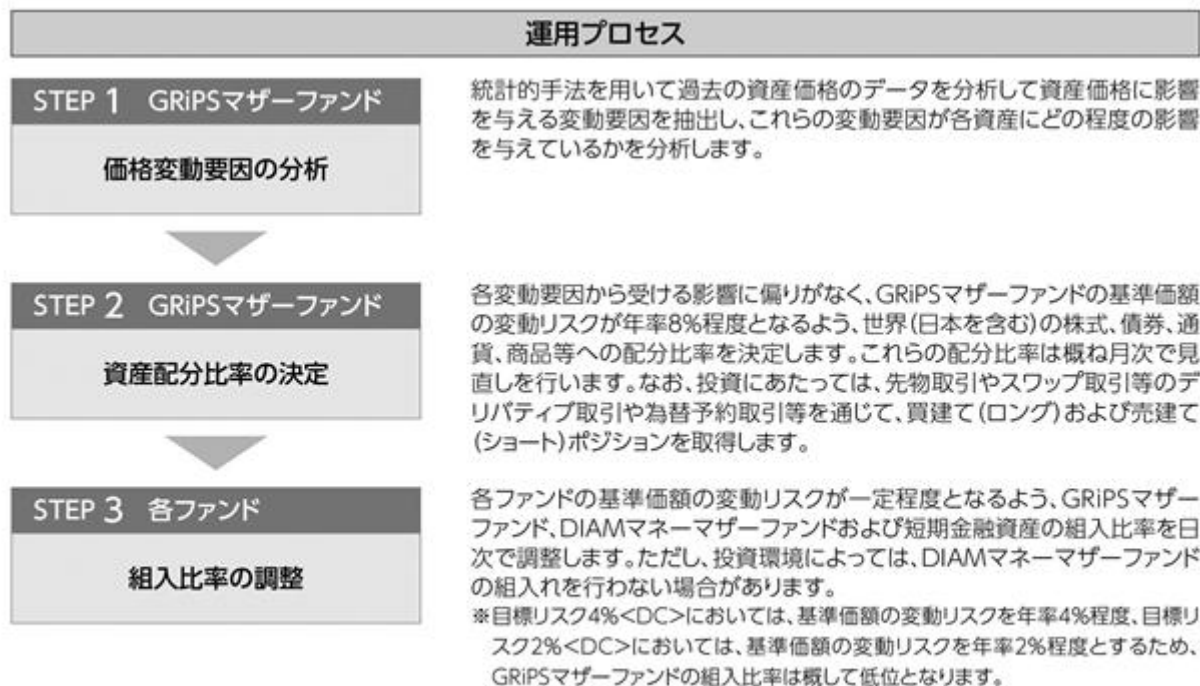 運用プロセス
STEP 1 GRiPSマザーファンド
価格変動要因の分析
統計的手法を用いて過去の資産価格のデータを分析して資産価格に影響
を与える変動要因を抽出し、これらの変動要因が各資産にどの程度の影響
を与えているかを分析します。
STEP 2 GRiPSマザーファンド
資産配分比率の決定
各変動要因から受ける影響に偏りがなく、GRiPSマザーファンドの基準価額
の変動リスクが年率8%程度となるよう、世界(日本を含む)の株式、債券、通
貨、商品等への配分比率を決定します。これらの配分比率は概ね月次で見
直しを行います。なお、投資にあたっては、先物取引やスワップ取引等のデ
リバティブ取引や為替予約取引等を通じて、買建て(ロング)および売建て
(ショート)ポジションを取得します。
STEP 3 各ファンド
組入比率の調整
各ファンドの基準価額の変動リスクが一定程度となるよう、GRiPSマザー
ファンド、DIAMマネーマザーファンドおよび短期金融資産の組入比率を日
次で調整します。ただし、投資環境によっては、DIAMマネーマザーファンド
の組入れを行わない場合があります。
※目標リスク4%<DC>においては、基準価額の変動リスクを年率4%程度、目標リ
スク2%<DC>においては、基準価額の変動リスクを年率2%程度とするため、
GRiPSマザーファンドの組入比率は概して低位となります。